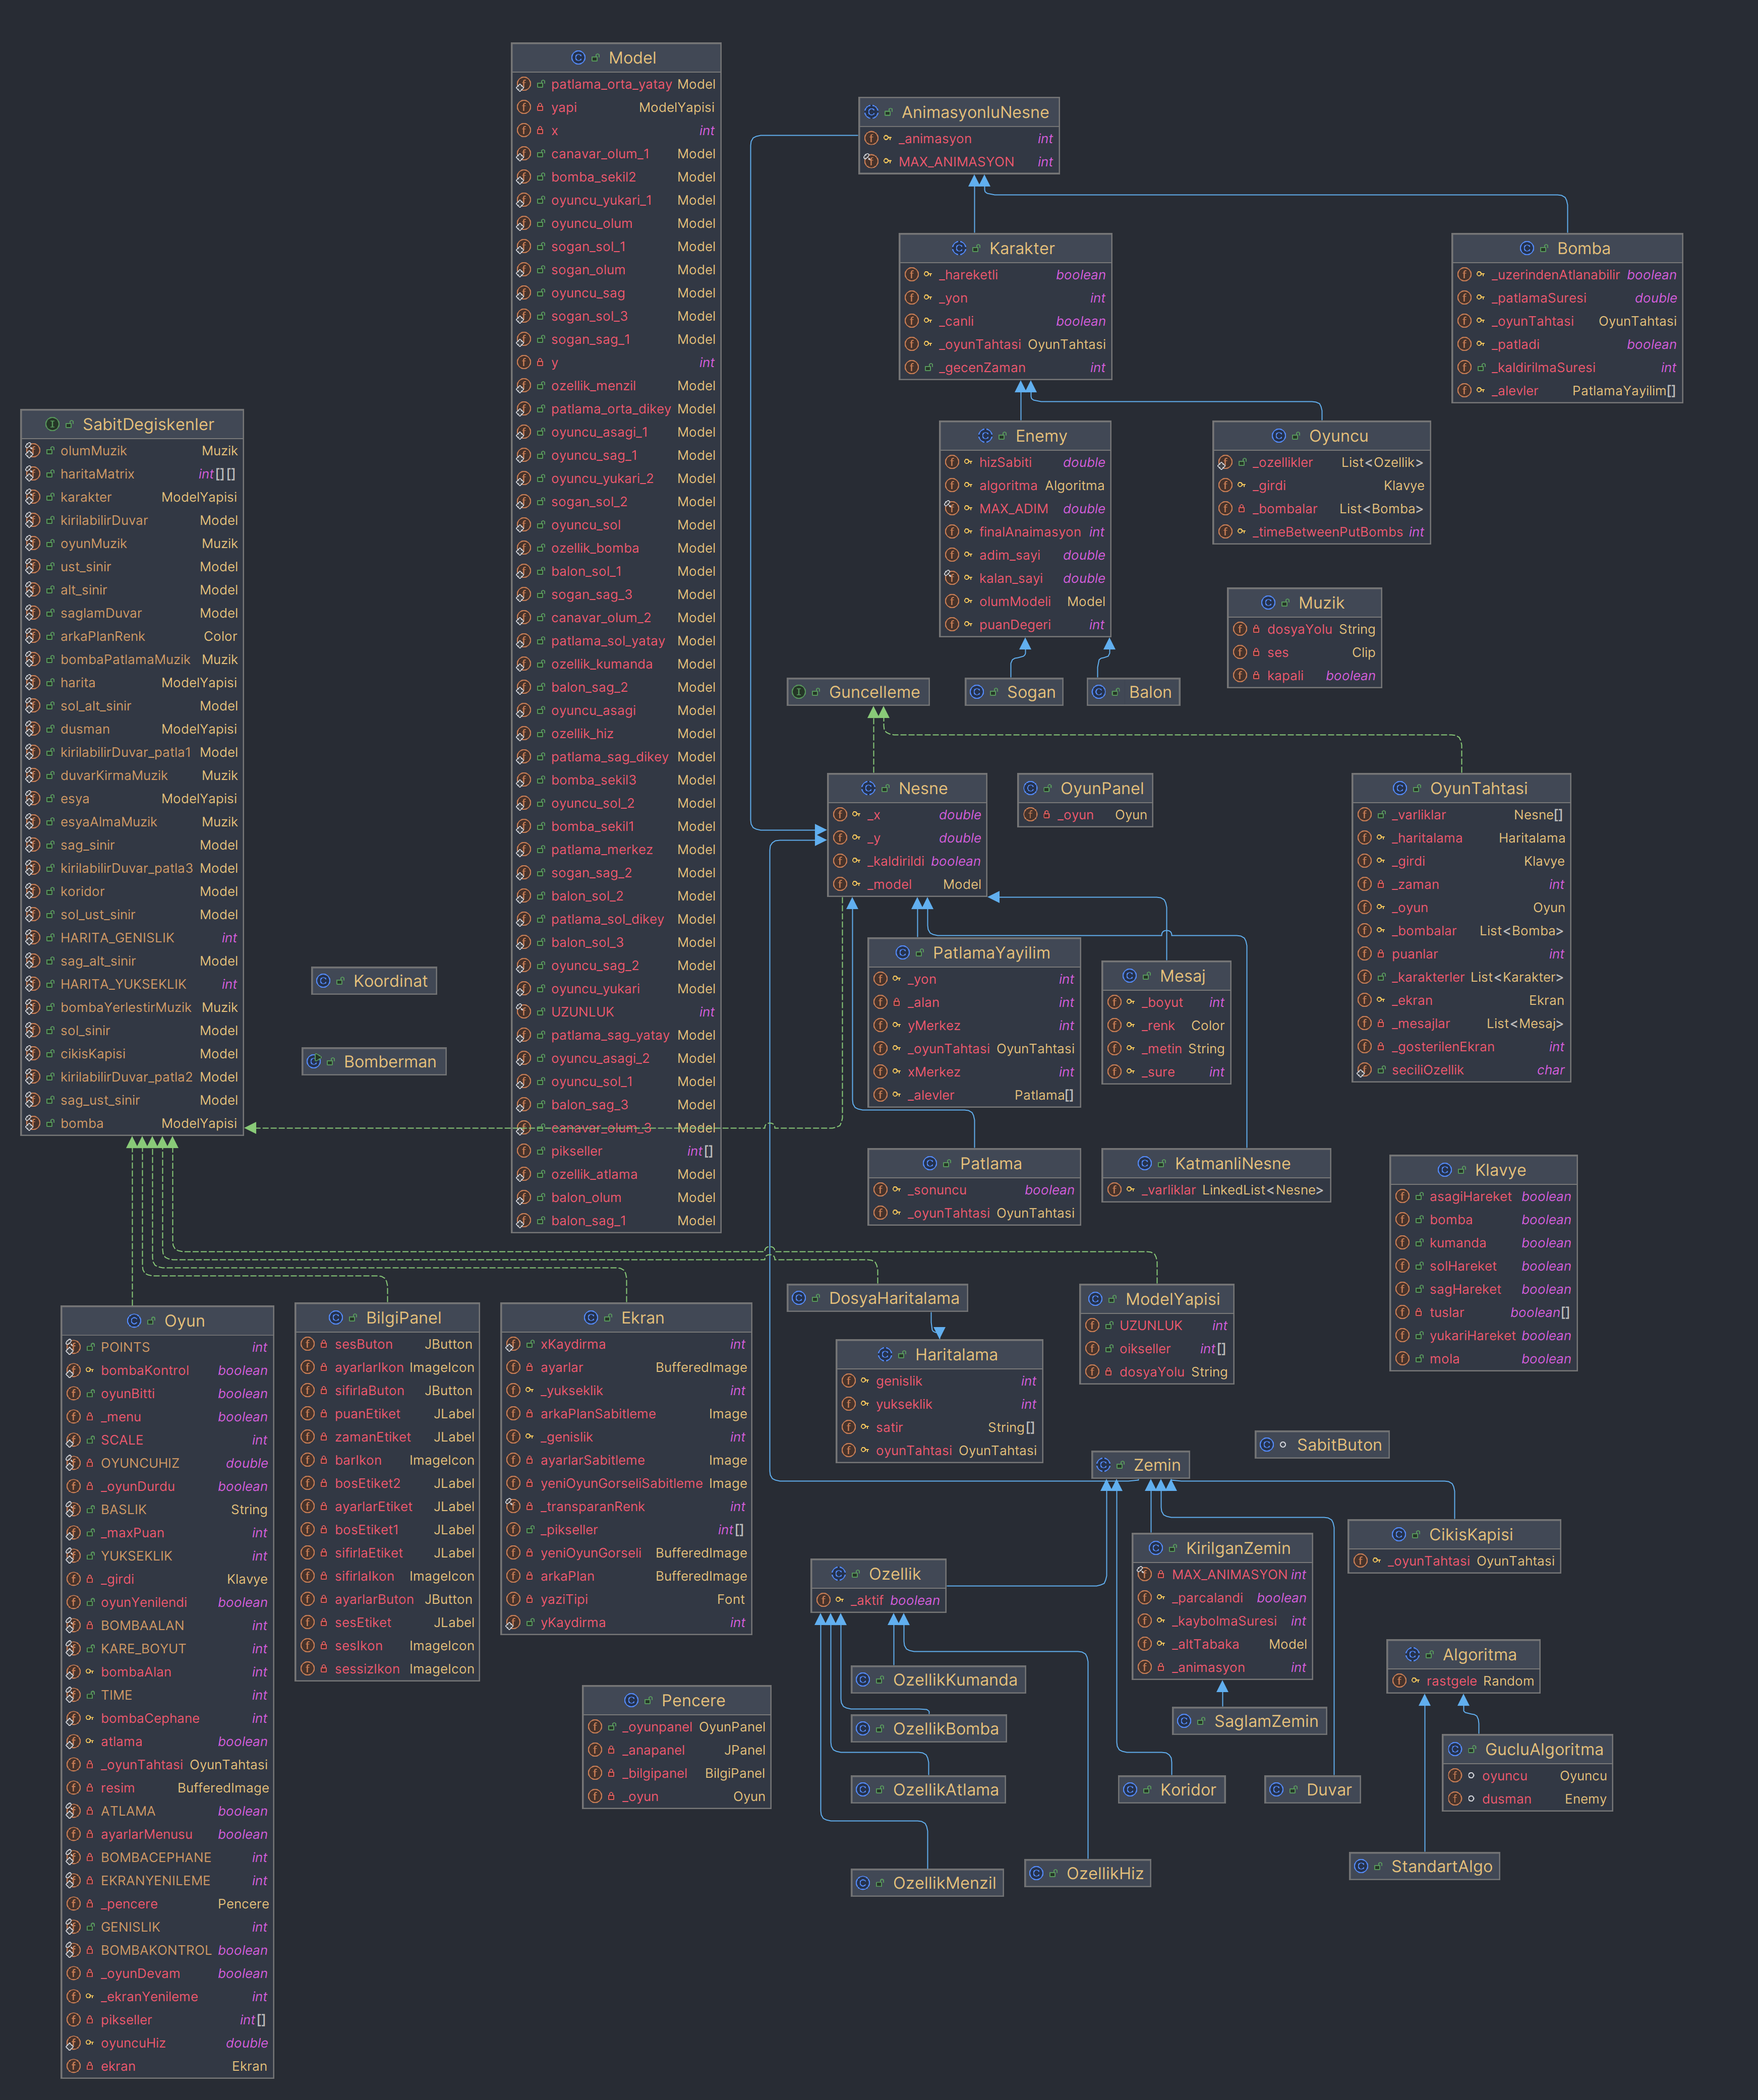 Model
patlama_orta_yatay Model
yapi ModelYapisi
x int
canavar_olum_1 Model
bomba_sekil2 Model
oyuncu_yukari_1 Model
oyuncu_olum Model
sogan_sol_1 Model
sogan_olum Model
oyuncu_sag Model
sogan_sol_3 Model
sogan_sag_1 Model
y int
ozellik_menzil Model
patlama_orta_dikey Model
oyuncu_asagi_1 Model
oyuncu_sag_1 Model
oyuncu_yukari_2 Model
sogan_sol_2 Model
oyuncu_sol Model
ozellik_bomba Model
balon_sol_1 Model
sogan_sag_3 Model
canavar_olum_2 Model
patlama_sol_yatay Model
ozellik_kumanda Model
balon_sag_2 Model
oyuncu_asagi Model
ozellik_hiz Model
patlama_sag_dikey Model
bomba_sekil3 Model
oyuncu_sol_2 Model
bomba_sekil1 Model
patlama_merkez Model
sogan_sag_2 Model
balon_sol_2 Model
patlama_sol_dikey Model
balon_sol_3 Model
oyuncu_sag_2 Model
oyuncu_yukari Model
UZUNLUK int
patlama_sag_yatay Model
oyuncu_asagi_2 Model
oyuncu_sol_1 Model
balon_sag_3 Model
canavar_olum_3 Model
pikseller int[]
ozellik_atlama Model
balon_olum Model
balon_sag_1 Model
AnimasyonluNesne
_animasyon int
MAX_ANIMASYON int
Karakter
_hareketli boolean
_yon int
_canli boolean
_oyunTahtasi OyunTahtasi
_gecenZaman int
Bomba
_uzerindenAtlanabilir boolean
_patlamaSuresi double
_oyunTahtasi OyunTahtasi
_patladi boolean
_kaldirilmaSuresi int
_alevler PatlamaYayilim[]
SabitDegiskenler
olumMuzik Muzik
haritaMatrix int[][]
karakter ModelYapisi
kirilabilirDuvar Model
oyunMuzik Muzik
ust_sinir Model
alt_sinir Model
saglamDuvar Model
arkaPlanRenk Color
bombaPatlamaMuzik Muzik
harita ModelYapisi
sol_alt_sinir Model
dusman ModelYapisi
kirilabilirDuvar_patla1 Model
duvarKirmaMuzik Muzik
esya ModelYapisi
esyaAlmaMuzik Muzik
sag_sinir Model
kirilabilirDuvar_patla3 Model
koridor Model
sol_ust_sinir Model
HARITA_GENISLIK int
sag_alt_sinir Model
HARITA_YUKSEKLIK int
bombaYerlestirMuzik Muzik
sol_sinir Model
cikisKapisi Model
kirilabilirDuvar_patla2 Model
sag_ust_sinir Model
bomba ModelYapisi
Enemy
hizSabiti double
algoritma Algoritma
MAX_ADIM double
finalAnaimasyon int
adim_sayi double
kalan_sayi double
olumModeli Model
puanDegeri int
Oyuncu
_ozellikler List<Ozellik>
_girdi Klavye
_bombalar List<Bomba>
_timeBetweenPutBombs int
Muzik
dosyaYolu String
ses Clip
kapali boolean
Guncelleme
Sogan
Balon
Nesne
_x double
_y double
_kaldirildi boolean
_model Model
OyunPanel
_oyun Oyun
OyunTahtasi
_varliklar Nesne[]
_haritalama Haritalama
_girdi Klavye
_zaman int
_oyun Oyun
_bombalar List<Bomba>
puanlar int
_karakterler List<Karakter>
_ekran Ekran
_mesajlar List<Mesaj>
_gosterilenEkran int
seciliOzellik char
Koordinat
Bomberman
PatlamaYayilim
_yon int
_alan int
yMerkez int
_oyunTahtasi OyunTahtasi
xMerkez int
_alevler Patlama[]
Mesaj
_boyut int
_renk Color
_metin String
_sure int
Patlama
_sonuncu boolean
_oyunTahtasi OyunTahtasi
KatmanliNesne
_varliklar LinkedList<Nesne>
Klavye
asagiHareket boolean
bomba boolean
kumanda boolean
solHareket boolean
sagHareket boolean
tuslar boolean[]
yukariHareket boolean
mola boolean
Oyun
POINTS int
bombaKontrol boolean
oyunBitti boolean
_menu boolean
SCALE int
OYUNCUHIZ double
_oyunDurdu boolean
BASLIK String
_maxPuan int
YUKSEKLIK int
_girdi Klavye
oyunYenilendi boolean
BOMBAALAN int
KARE_BOYUT int
bombaAlan int
TIME int
bombaCephane int
atlama boolean
_oyunTahtasi OyunTahtasi
resim BufferedImage
ATLAMA boolean
ayarlarMenusu boolean
BOMBACEPHANE int
EKRANYENILEME int
_pencere Pencere
GENISLIK int
BOMBAKONTROL boolean
_oyunDevam boolean
_ekranYenileme int
pikseller int[]
oyuncuHiz double
ekran Ekran
BilgiPanel
sesButon JButton
ayarlarIkon ImageIcon
sifirlaButon JButton
puanEtiket JLabel
zamanEtiket JLabel
barIkon ImageIcon
bosEtiket2 JLabel
ayarlarEtiket JLabel
bosEtiket1 JLabel
sifirlaEtiket JLabel
sifirlaIkon ImageIcon
ayarlarButon JButton
sesEtiket JLabel
sesIkon ImageIcon
sessizIkon ImageIcon
Ekran
xKaydirma int
ayarlar BufferedImage
_yukseklik int
arkaPlanSabitleme Image
_genislik int
ayarlarSabitleme Image
yeniOyunGorseliSabitleme Image
_transparanRenk int
_pikseller int[]
yeniOyunGorseli BufferedImage
arkaPlan BufferedImage
yaziTipi Font
yKaydirma int
DosyaHaritalama
Haritalama
genislik int
yukseklik int
satir String[]
oyunTahtasi OyunTahtasi
ModelYapisi
UZUNLUK int
oikseller int[]
dosyaYolu String
SabitButon
Zemin
CikisKapisi
_oyunTahtasi OyunTahtasi
KirilganZemin
MAX_ANIMASYON int
_parcalandi boolean
_kaybolmaSuresi int
_altTabaka Model
_animasyon int
Ozellik
_aktif boolean
OzellikKumanda
OzellikBomba
OzellikAtlama
OzellikMenzil
OzellikHiz
SaglamZemin
Koridor
Duvar
Pencere
_oyunpanel OyunPanel
_anapanel JPanel
_bilgipanel BilgiPanel
_oyun Oyun
Algoritma
rastgele Random
GucluAlgoritma
oyuncu Oyuncu
dusman Enemy
StandartAlgo